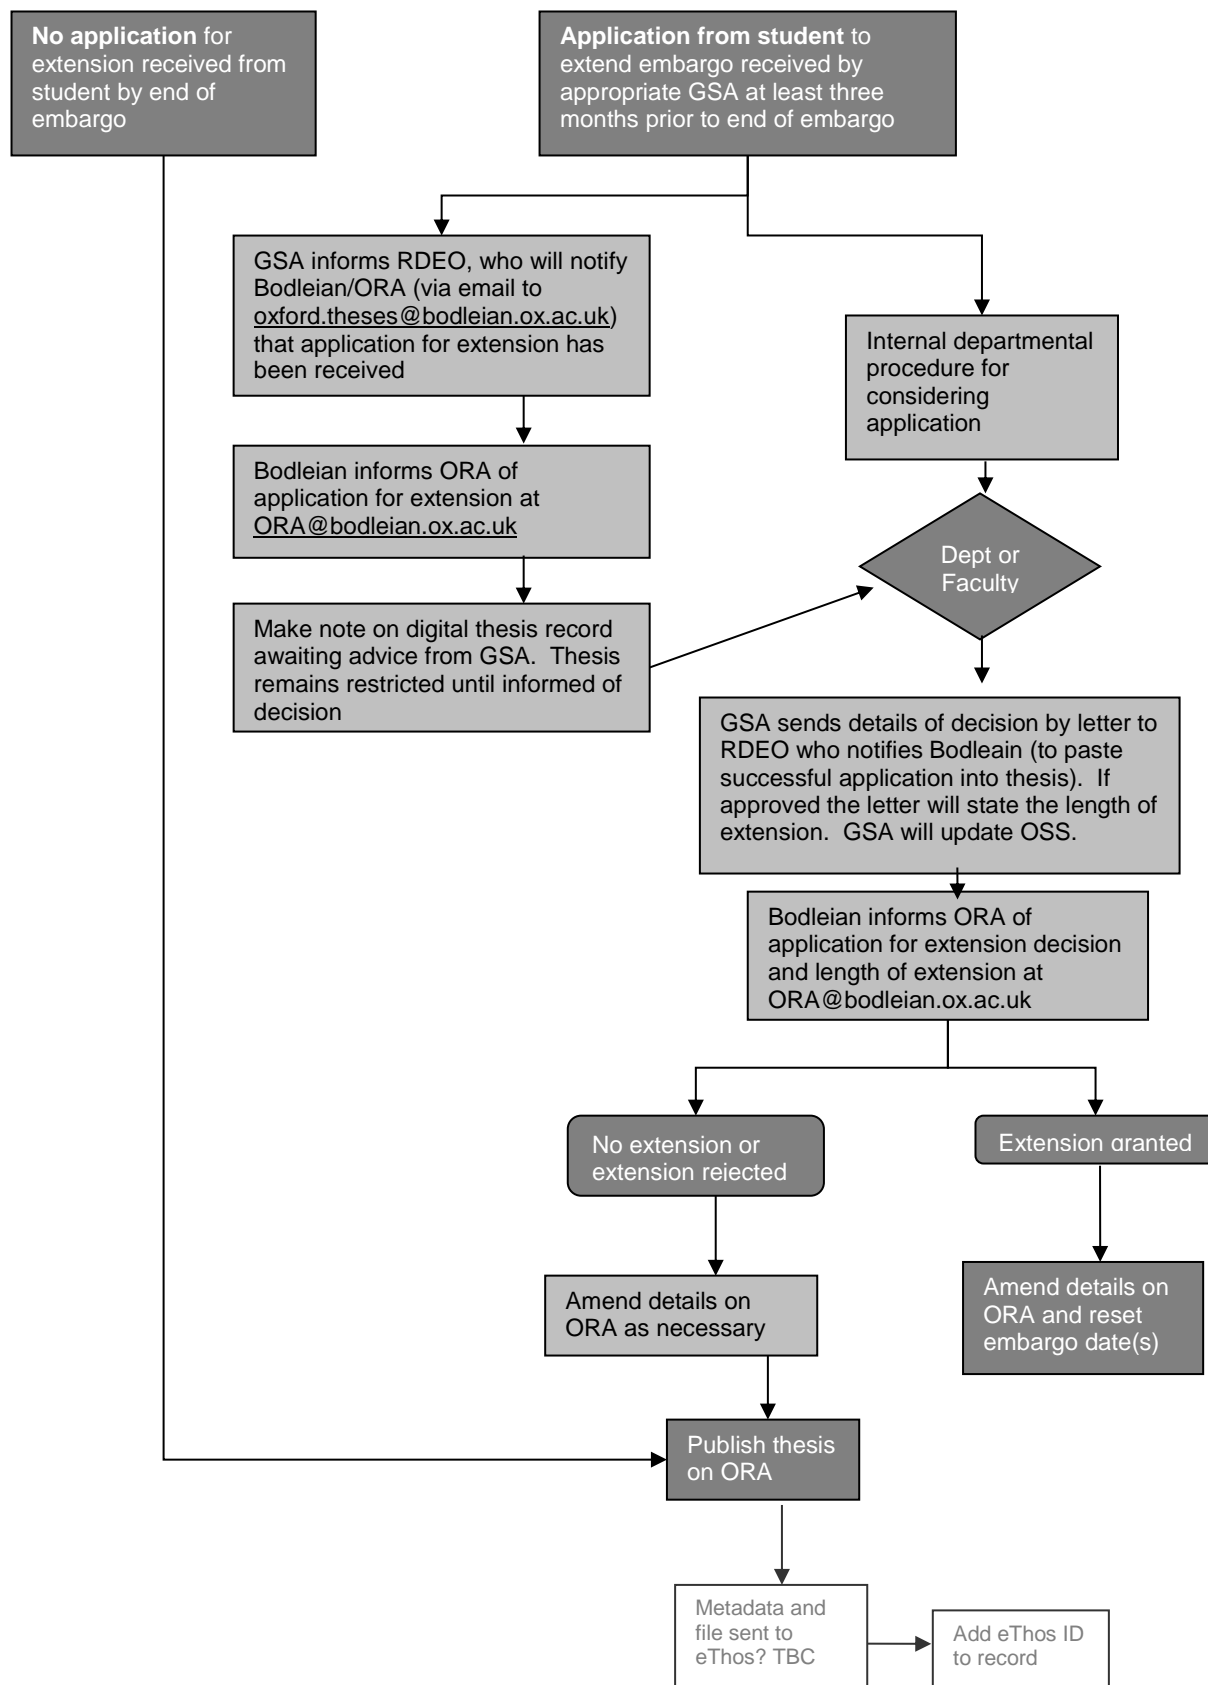 No application for
extension received from
student by end of
embargo
Application from student to
extend embargo received by
appropriate GSA at least three
months prior to end of embargo
GSA informs RDEO, who will notify
Bodleian/ORA (via email to
oxford.theses@bodleian.ox.ac.uk)
that application for extension has
been received
Internal departmental
procedure for
considering
application
Bodleian informs ORA of
application for extension at
ORA@bodleian.ox.ac.uk
Dept or
Faculty
Make note on digital thesis record
awaiting advice from GSA.  Thesis
remains restricted until informed of
decision
GSA sends details of decision by letter to
RDEO who notifies Bodleain (to paste
successful application into thesis).  If
approved the letter will state the length of
extension.  GSA will update OSS.
Bodleian informs ORA of
application for extension decision
and length of extension at
ORA@bodleian.ox.ac.uk
No extension or
extension rejected
Extension granted
Amend details on
ORA as necessary
Amend details on
ORA and reset
embargo date(s)
Publish thesis
on ORA
Metadata and
file sent to
eThos? TBC
Add eThos ID
to record